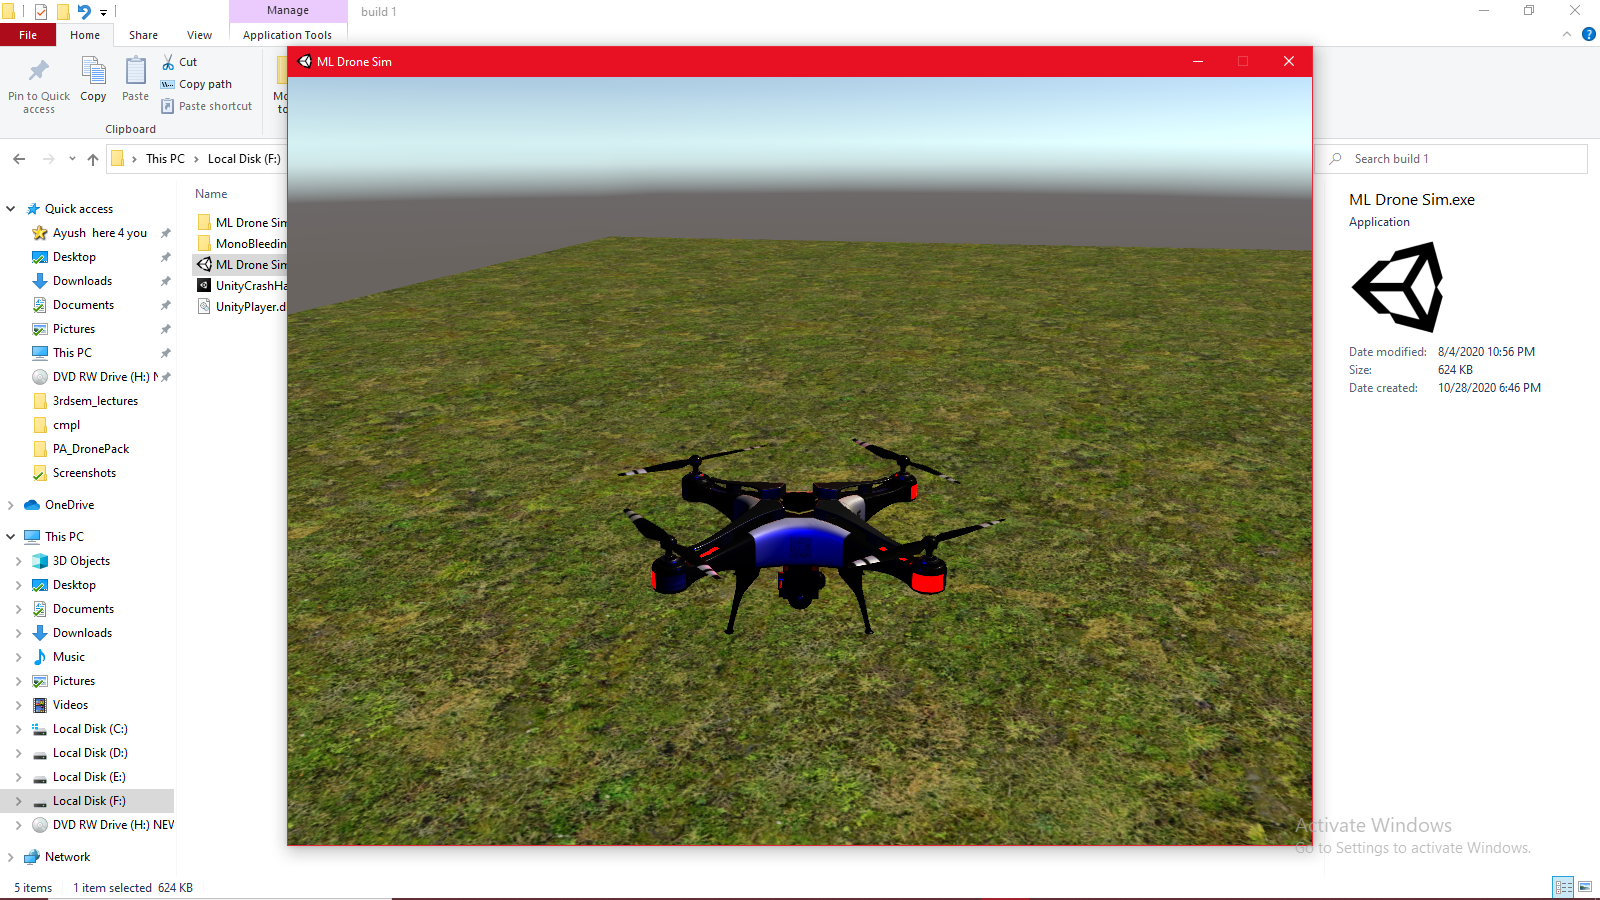 Manage
build 1
File
Home
Share
View
Application Tools
Pin to Quick access
Copy
Paste
Cut
Copy path
Paste shortcut
Clipboard
ML Drone Sim
This PC
Local Disk (F:)
Search build 1
Name
ML Drone Sim
MonoBleedin
ML Drone Sim
UnityCrashHa
UnityPlayer.d
Quick access
Ayush here 4 you
Desktop
Downloads
Documents
Pictures
This PC
DVD RW Drive (H:) N
3rdsem_lectures
cmpl
PA_DronePack
Screenshots
OneDrive
This PC
3D Objects
Desktop
Documents
Downloads
Music
Pictures
Videos
Local Disk (C:)
Local Disk (D:)
Local Disk (E:)
Local Disk (F:)
DVD RW Drive (H:) NEW
Network
5 items
1 item selected 624 KB
ML Drone Sim.exe
Application
Date modified: 8/4/2020 10:56 PM
Size: 624 KB
Date created: 10/28/2020 6:46 PM
Activate Windows
Go to Settings to activate Windows.